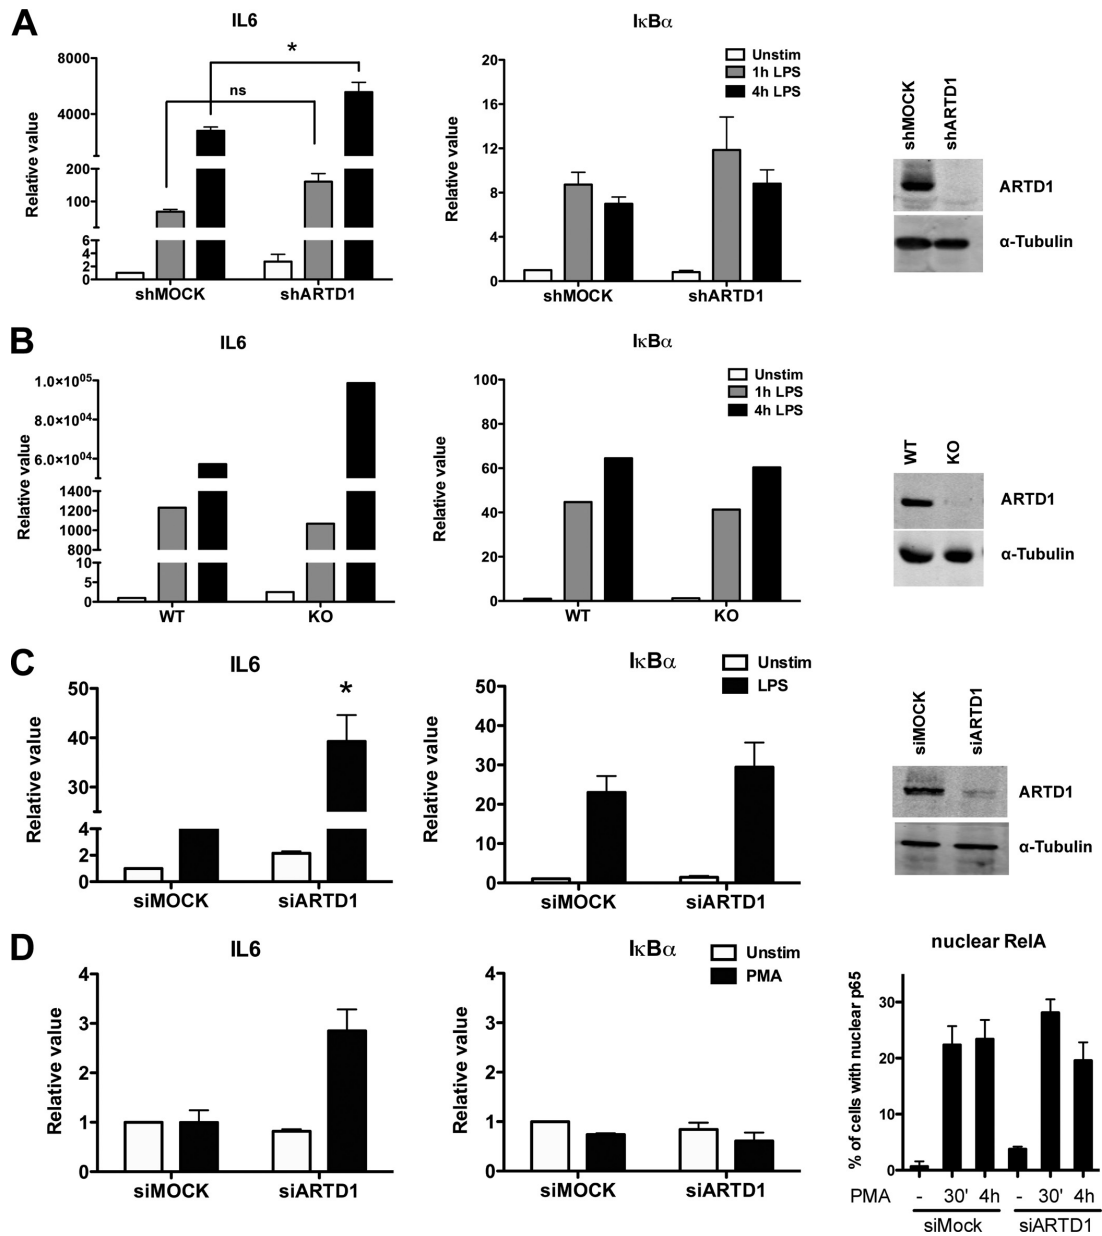 A
IL6
IκBα
Relative value
8000
4000
200
100
6
4
2
0
*
ns
shMOCK
shARTD1
Relative value
20
16
12
8
4
0
Unstim
1h LPS
4h LPS
shMOCK
shARTD1
shMOCK
shARTD1
ARTD1
α-Tubulin
B
IL6
IκBα
Relative value
1.0×10⁰⁵
8.0×10⁰⁴
6.0×10⁰⁴
1400
1200
1000
800
10
5
0
WT
KO
Relative value
100
80
60
40
20
0
Unstim
1h LPS
4h LPS
WT
KO
WT
KO
ARTD1
α-Tubulin
C
IL6
IκBα
Relative value
50
40
30
4
2
0
*
siMOCK
siARTD1
Relative value
50
40
30
20
10
0
Unstim
LPS
siMOCK
siARTD1
siMOCK
siARTD1
ARTD1
α-Tubulin
D
IL6
IκBα
nuclear RelA
Relative value
4
3
2
1
0
siMOCK
siARTD1
Relative value
4
3
2
1
0
Unstim
PMA
siMOCK
siARTD1
% of cells with nuclear p65
30
20
10
0
PMA - 30' 4h - 30' 4h
siMock siARTD1